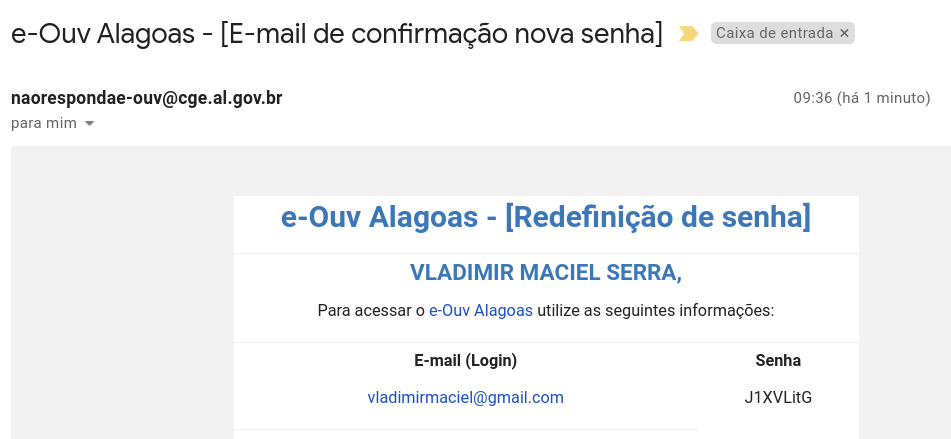 e-Ouv Alagoas - [E-mail de confirmação nova senha] Caixa de entrada ×
naorespondae-ouv@cge.al.gov.br 09:36 (há 1 minuto)
para mim
e-Ouv Alagoas - [Redefinição de senha]
VLADIMIR MACIEL SERRA,
Para acessar o e-Ouv Alagoas utilize as seguintes informações:
E-mail (Login) Senha
vladimirmaciel@gmail.com J1XVLitG